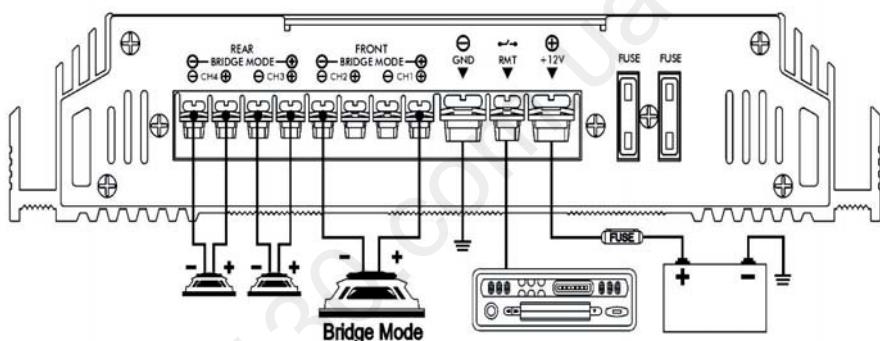 REAR
⊖ BRIDGE MODE ⊕
⊖ CH4 ⊕ ⊖ CH3 ⊕
FRONT
⊖ BRIDGE MODE ⊕
⊖ CH2 ⊕ ⊖ CH1 ⊕
⊖ ⊕
GND RMT +12V
FUSE FUSE
FUSE
- + - + - +
+ -
Bridge Mode